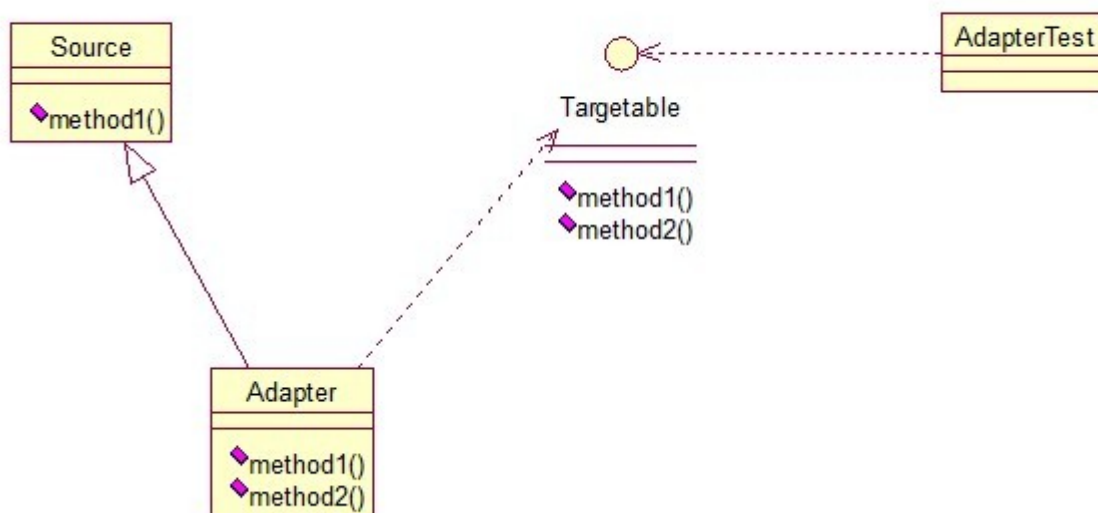 Source
method1()
Targetable
method1()
method2()
AdapterTest
Adapter
method1()
method2()